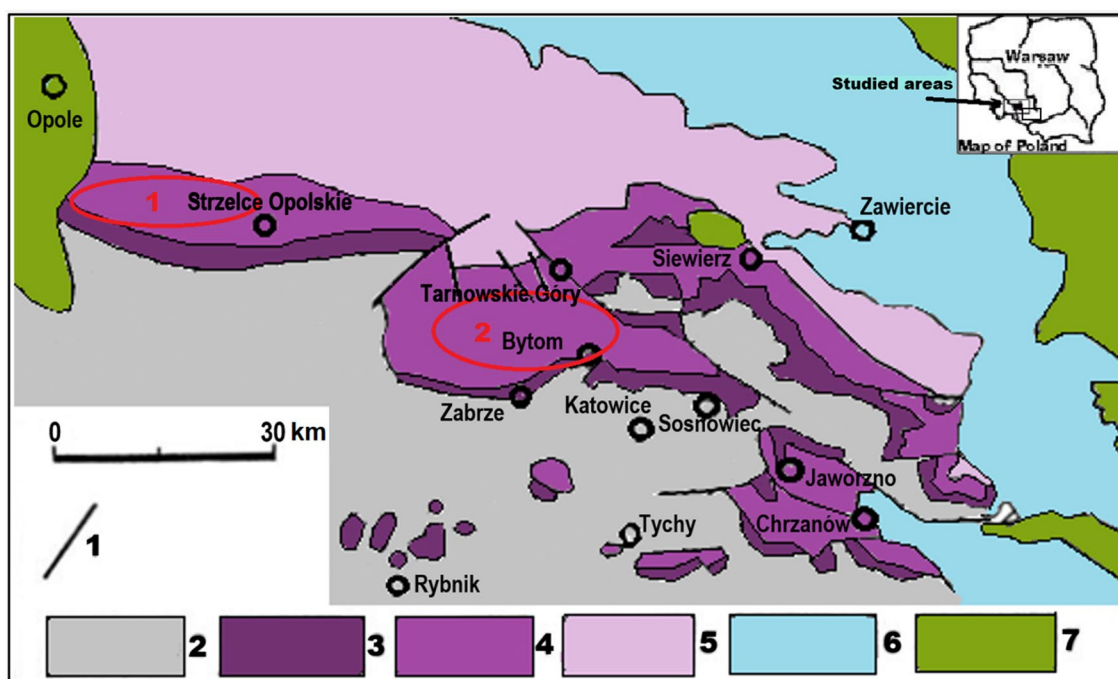 Warsaw
Studied areas
Map of Poland
Opole
1
Strzelce Opolskie
Zawiercie
Siewierz
Tarnowskie Góry
2
Bytom
Zabrze
Katowice
Sosnowiec
0 30 km
Jaworzno
Chrzanów
Tychy
Rybnik
1
2 3 4 5 6 7